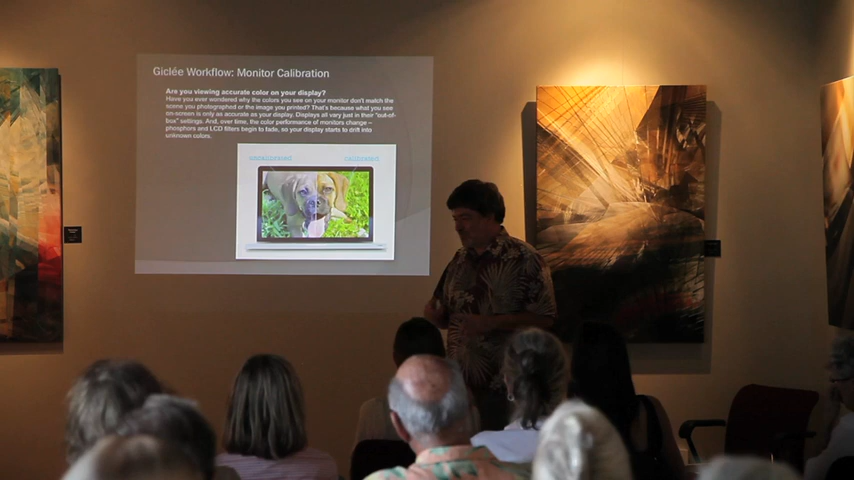 Giclée Workflow: Monitor Calibration
Are you viewing accurate color on your display?
Have you ever wondered why the colors you see on your monitor don't match the
scene you photographed or the image you printed? That's because what you see
on-screen is only as accurate as your display. Displays all vary just in their "out-of-
box" settings. And, over time, the color performance of monitors change –
phosphors and LCD filters begin to fade, so your display starts to drift into
unknown colors.